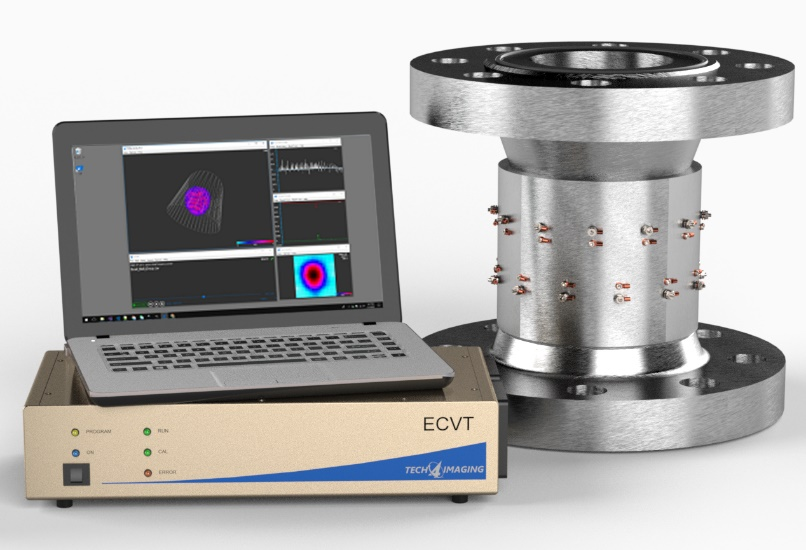 ECVT
PROGRAM
RUN
ON
CAL
ERROR
TECH4IMAGING